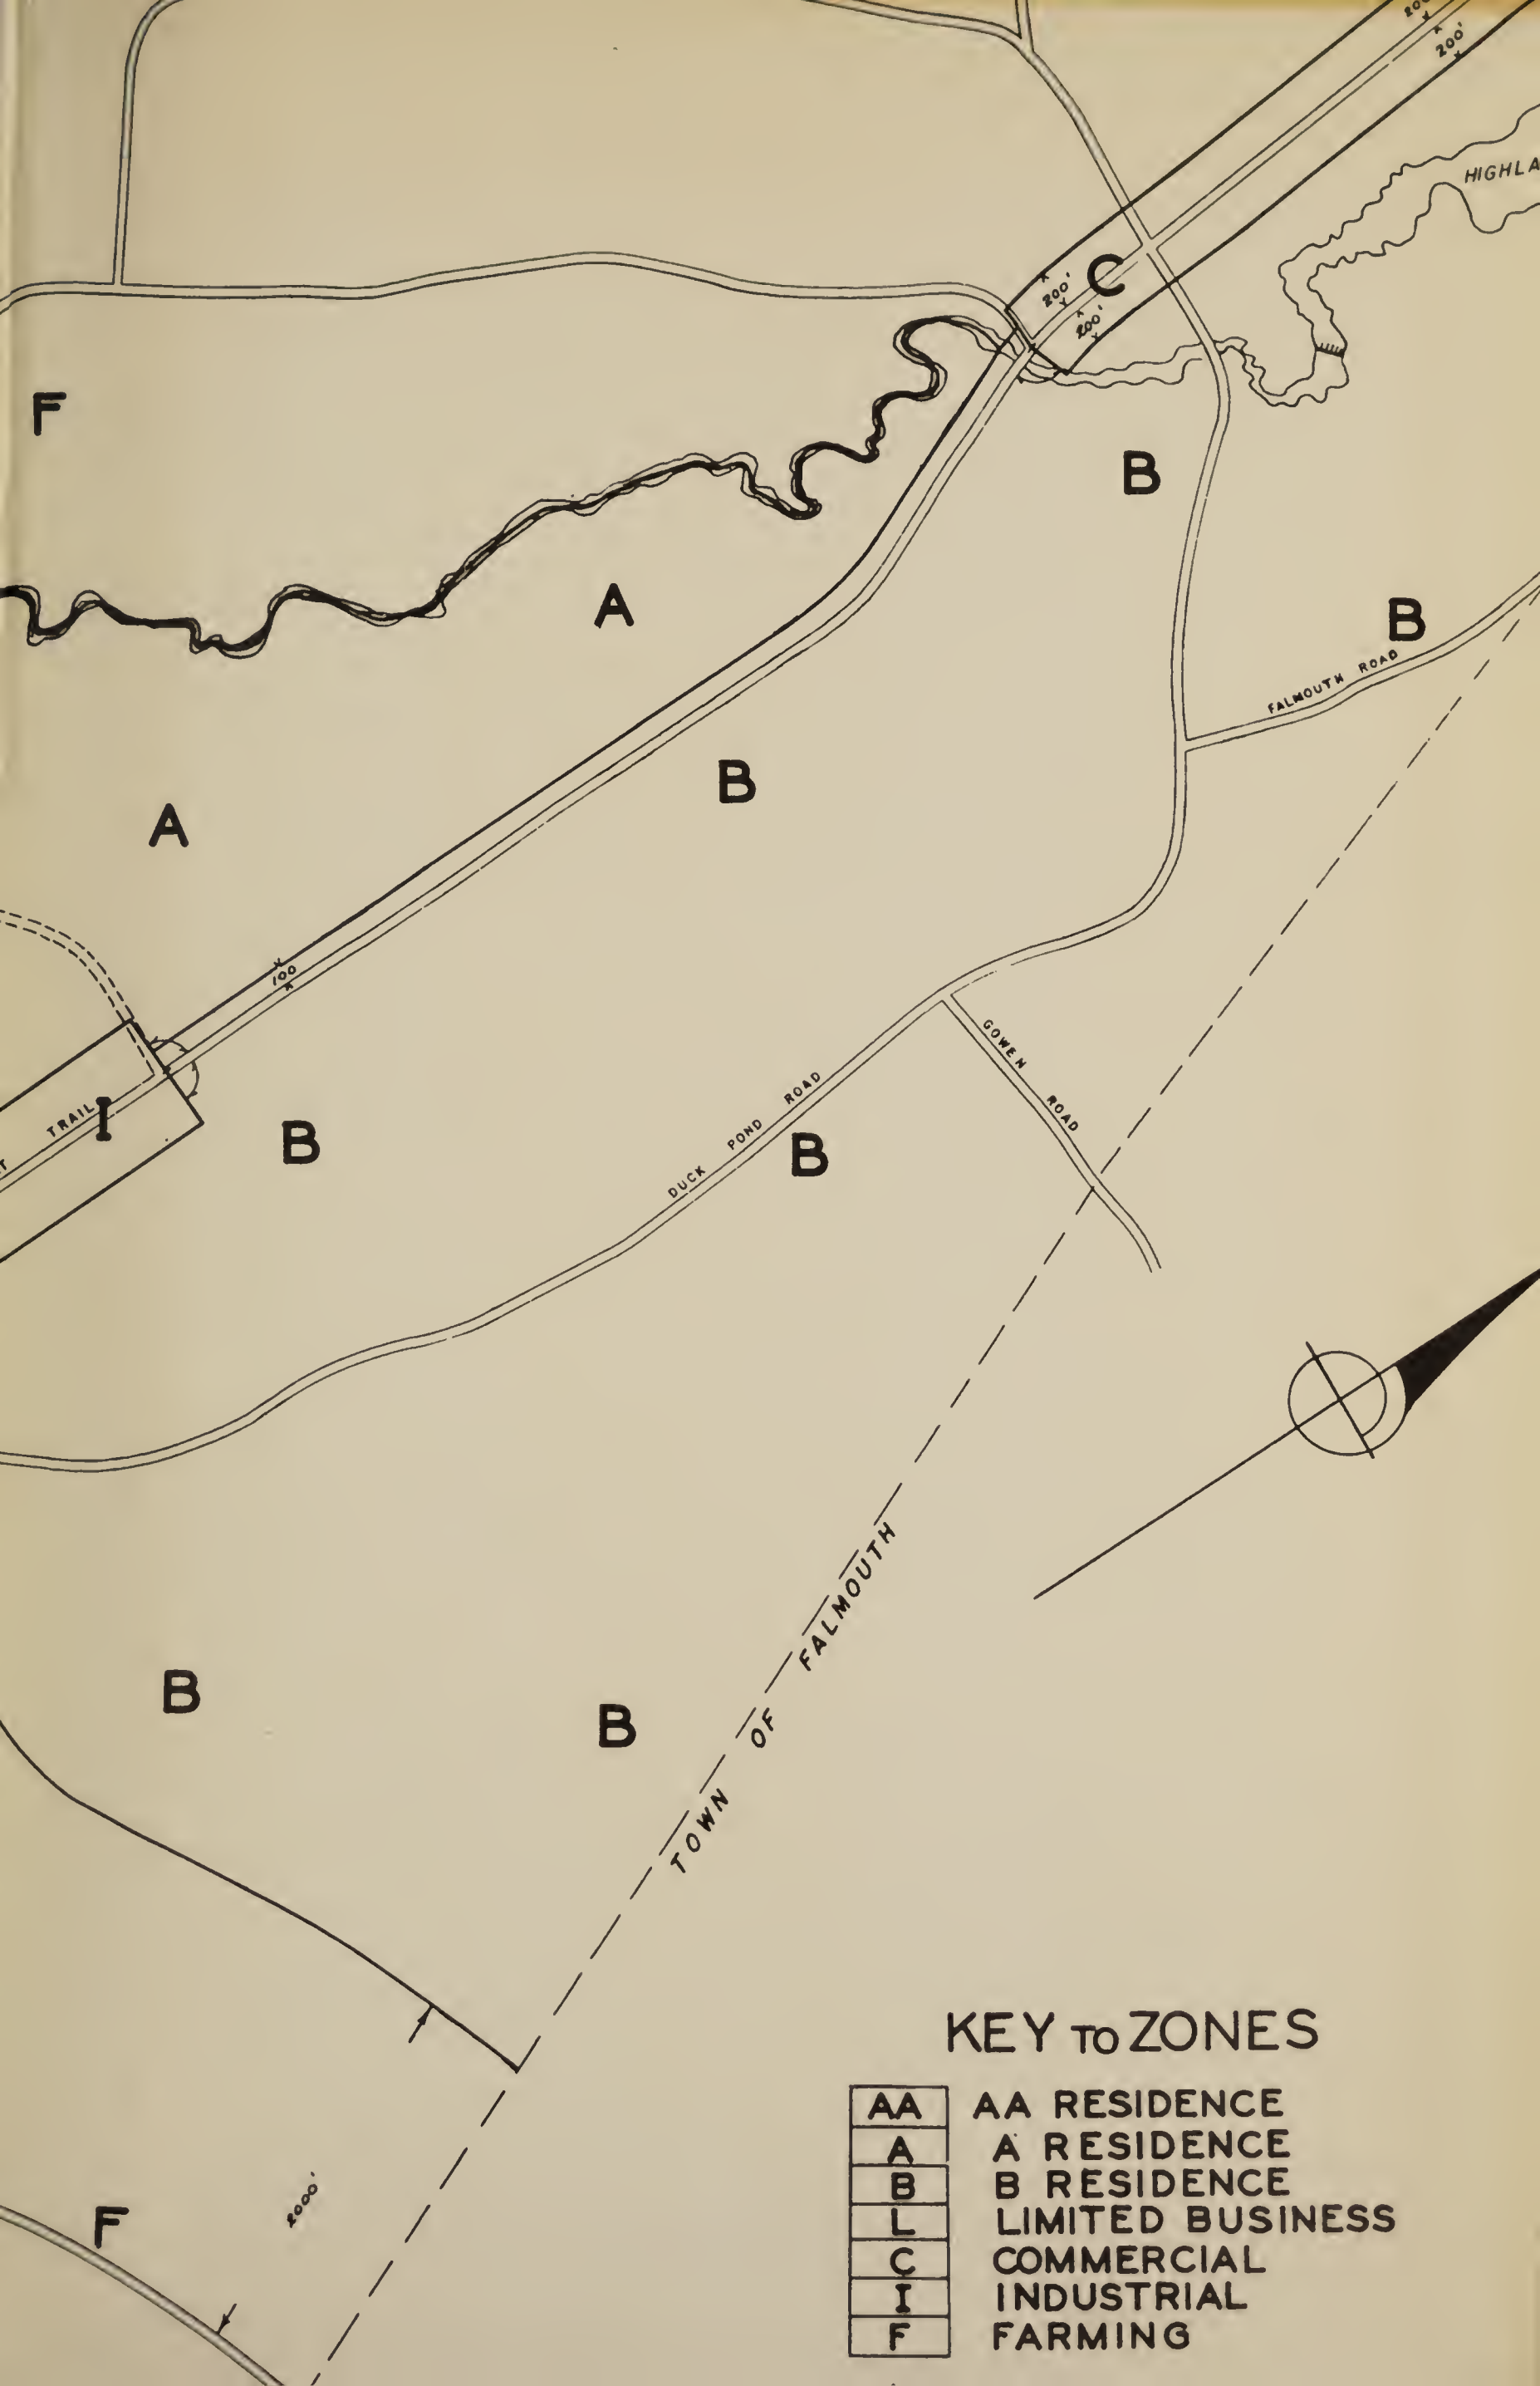 200'
HIGHLA
C
200'
200'
F
B
A
B
FALMOUTH ROAD
B
A
100
TRAIL
I
B
GOWEN ROAD
DUCK POND ROAD
B
TOWN OF FALMOUTH
B
B
F
2000'
KEY TO ZONES
AA AA RESIDENCE
A A RESIDENCE
B B RESIDENCE
L LIMITED BUSINESS
C COMMERCIAL
I INDUSTRIAL
F FARMING